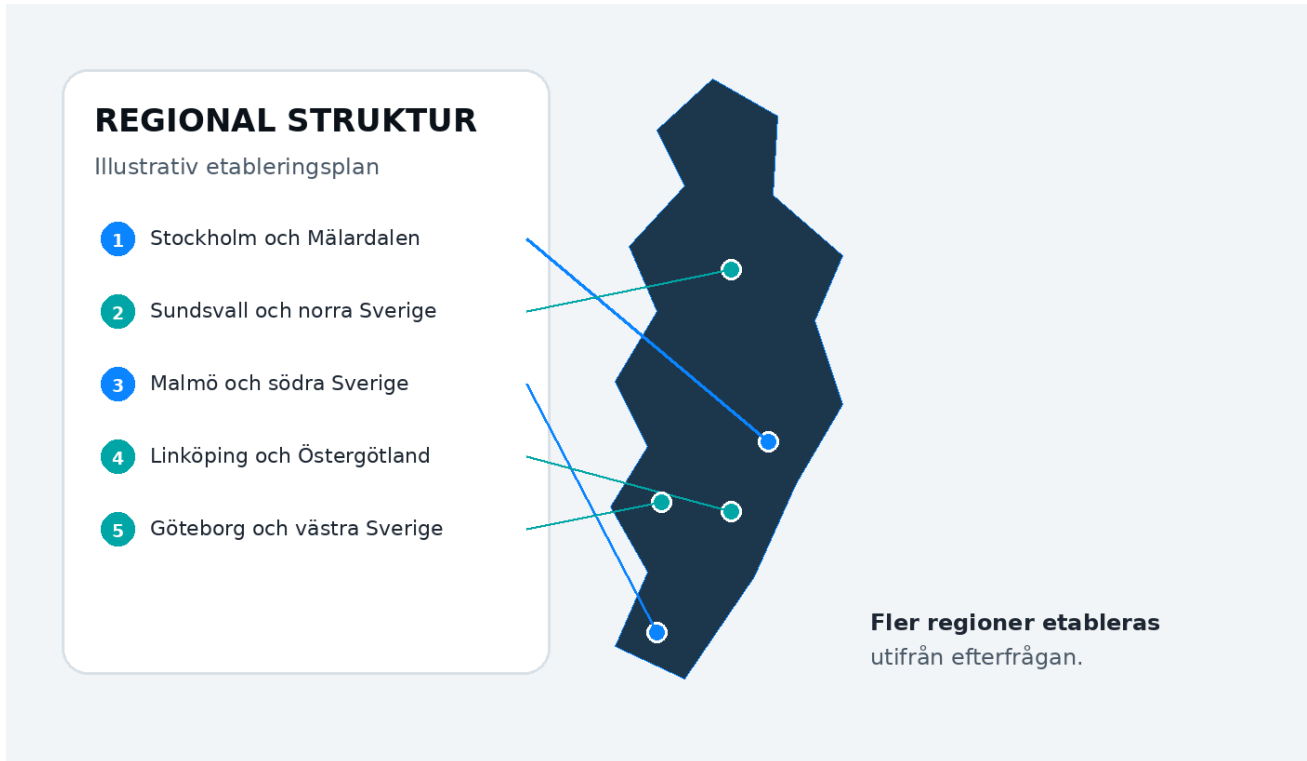 REGIONAL STRUKTUR
Illustrativ etableringsplan
1 Stockholm och Mälardalen
2 Sundsvall och norra Sverige
3 Malmö och södra Sverige
4 Linköping och Östergötland
5 Göteborg och västra Sverige
Fler regioner etableras
utifrån efterfrågan.